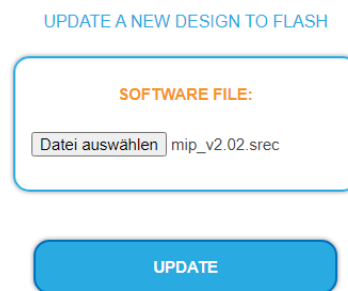 UPDATE A NEW DESIGN TO FLASH
SOFTWARE FILE:
Datei auswählen mip_v2.02.srec
UPDATE